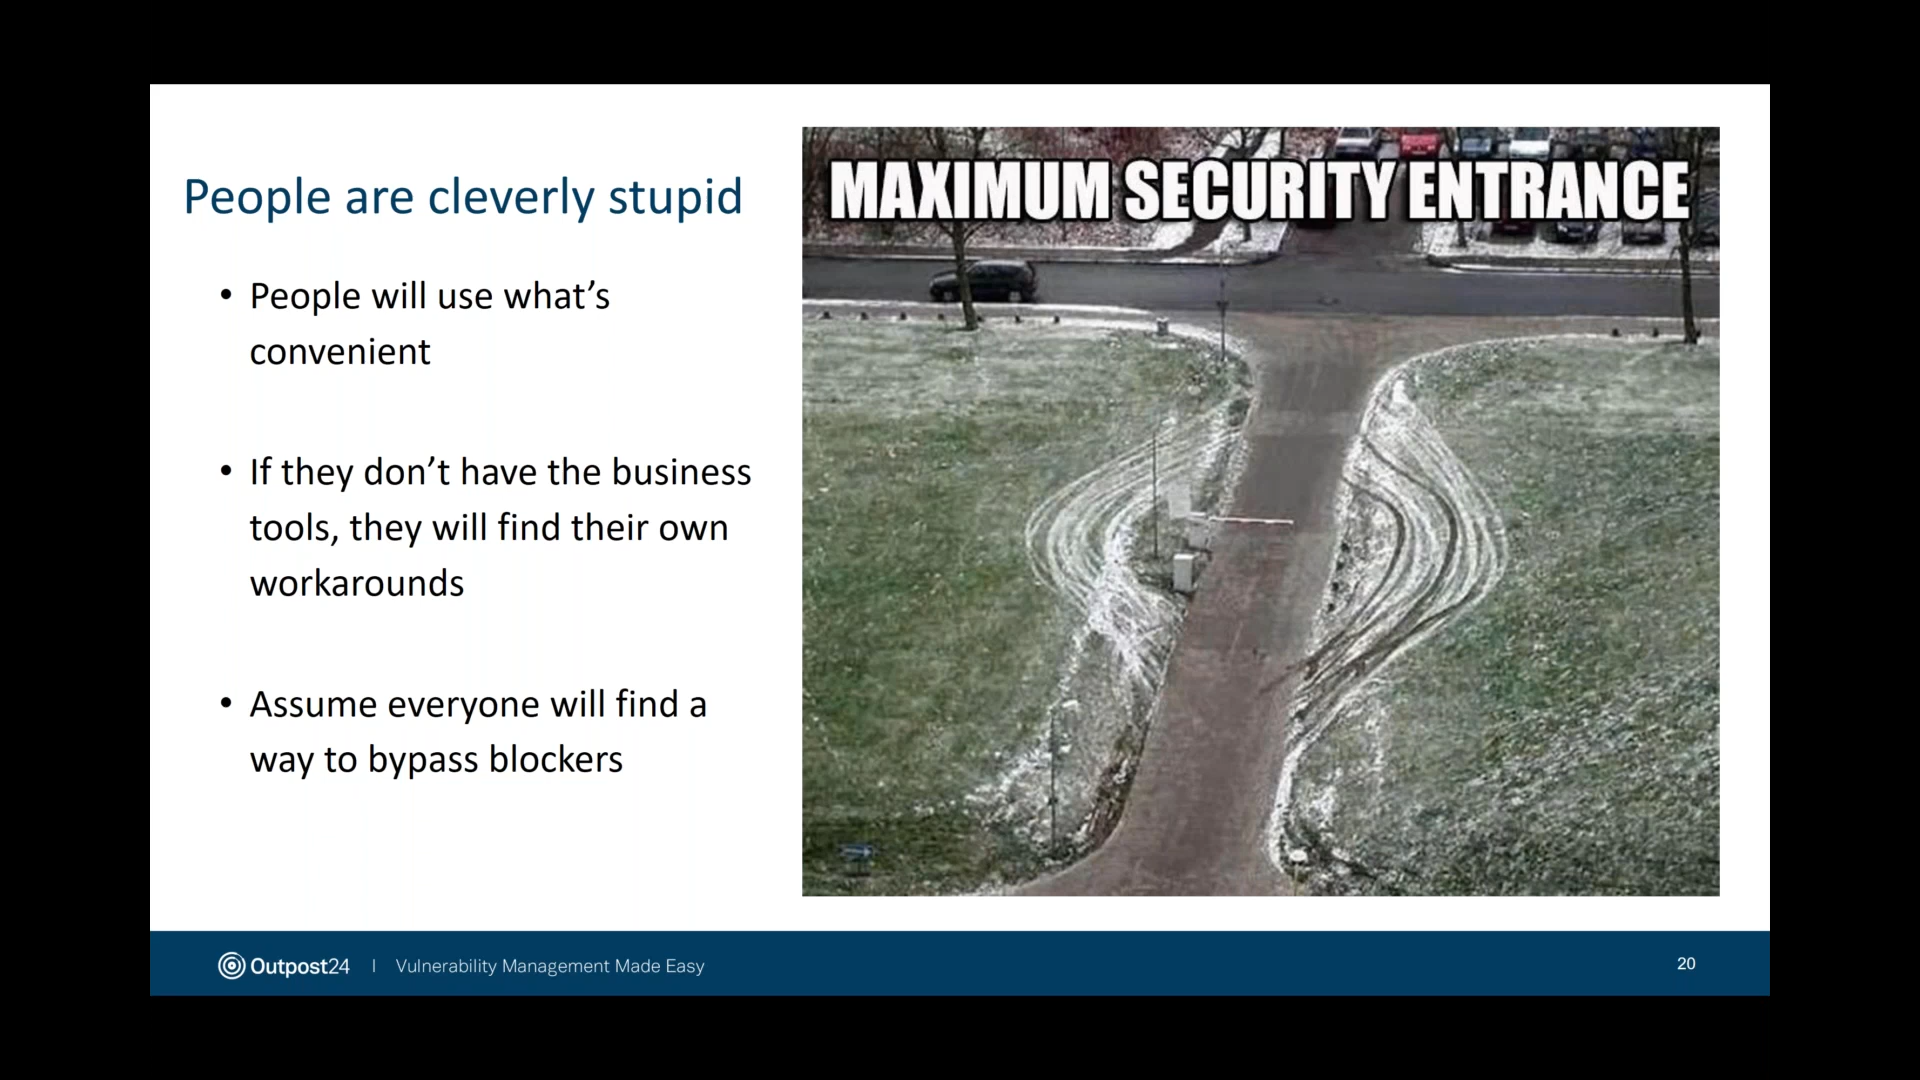 People are cleverly stupid
• People will use what’s
convenient
• If they don’t have the business
tools, they will find their own
workarounds
• Assume everyone will find a
way to bypass blockers
MAXIMUM SECURITY ENTRANCE
Outpost24 | Vulnerability Management Made Easy
20